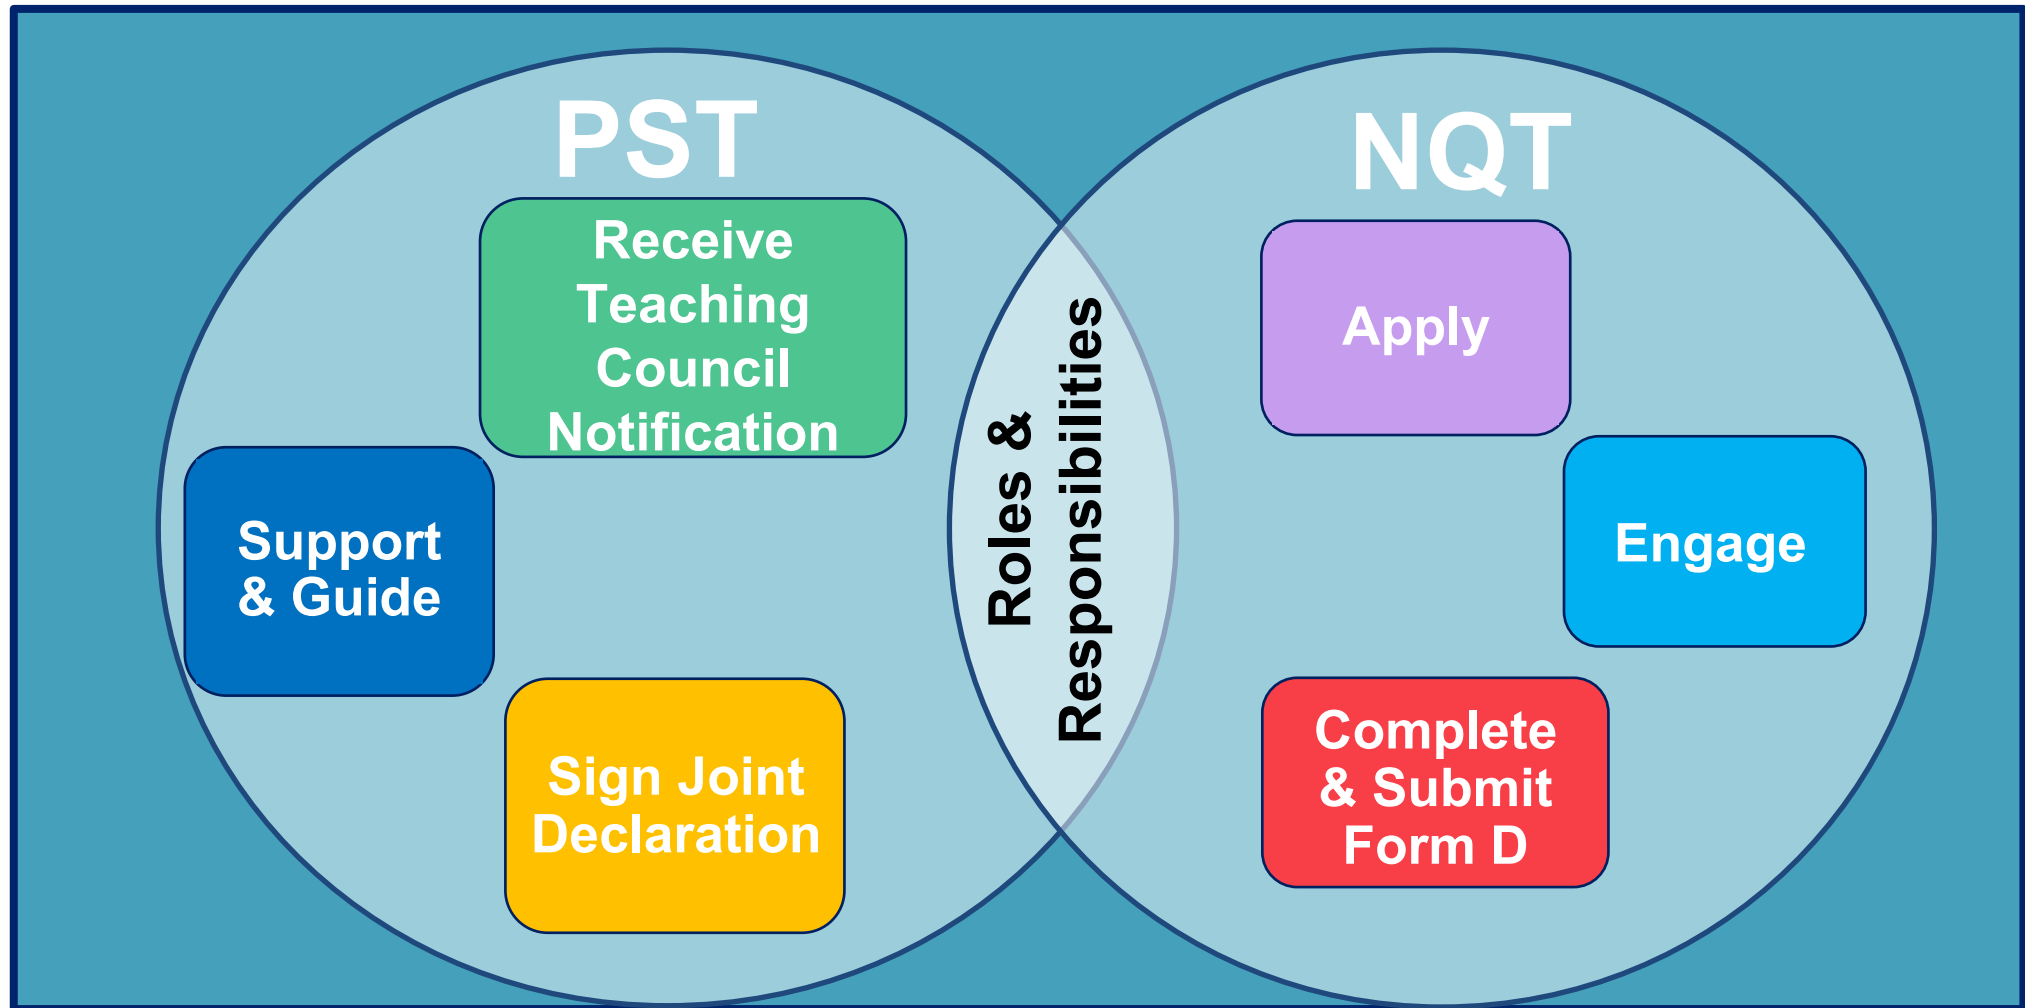 PST
Receive
Teaching
Council
Notification
Support
& Guide
Sign Joint
Declaration
Roles &
Responsibilities
NQT
Apply
Engage
Complete
& Submit
Form D